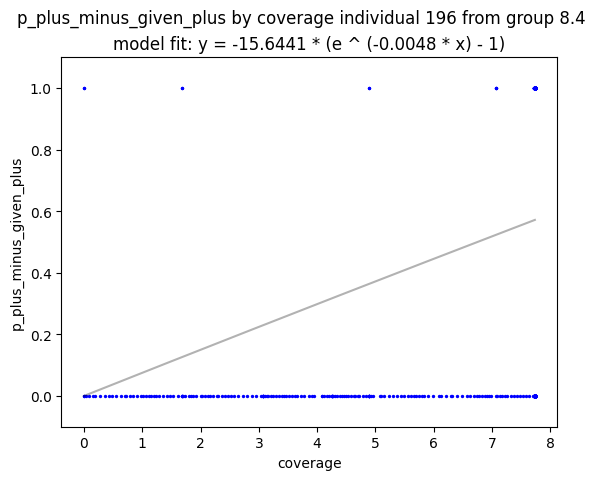 p_plus_minus_given_plus by coverage individual 196 from group 8.4
model fit: y = -15.6441 * (e ^ (-0.0048 * x) - 1)
1.0
0.8
0.6
0.4
0.2
0.0
p_plus_minus_given_plus
0 1 2 3 4 5 6 7 8
coverage